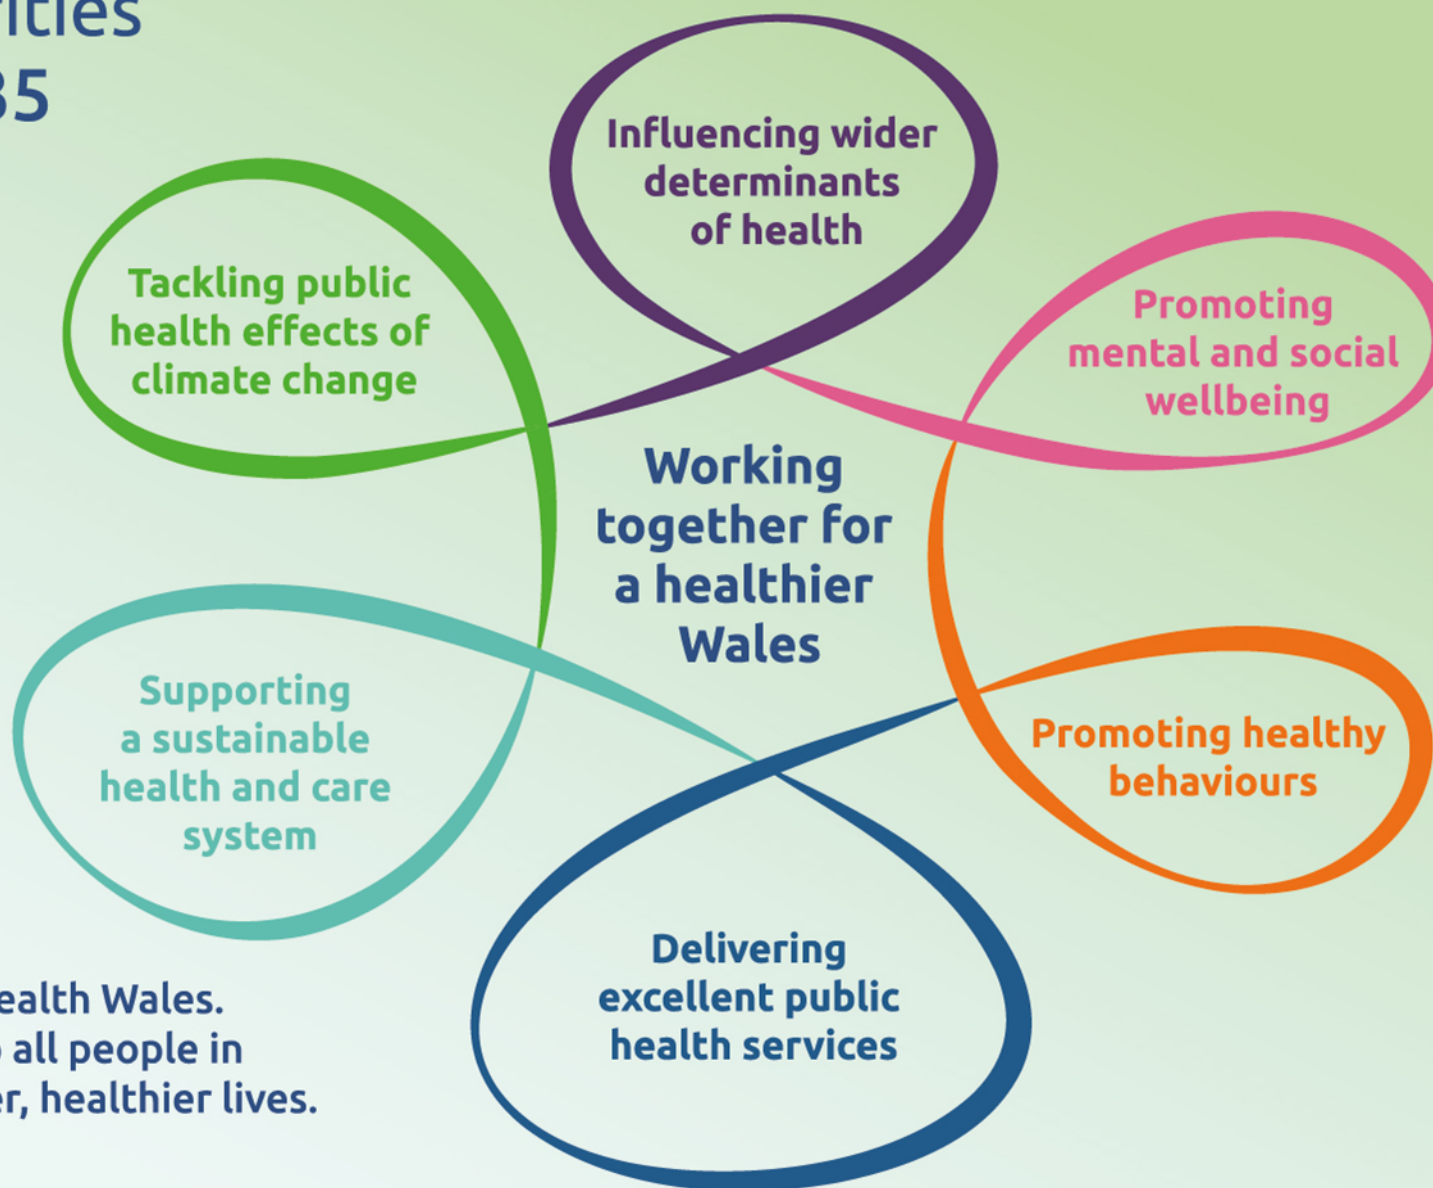 35
Influencing wider
determinants
of health
Tackling public
health effects of
climate change
Promoting
mental and social
wellbeing
Working
together for
a healthier
Wales
Supporting
a sustainable
health and care
system
Promoting healthy
behaviours
Delivering
excellent public
health services
ealth Wales.
all people in
er, healthier lives.